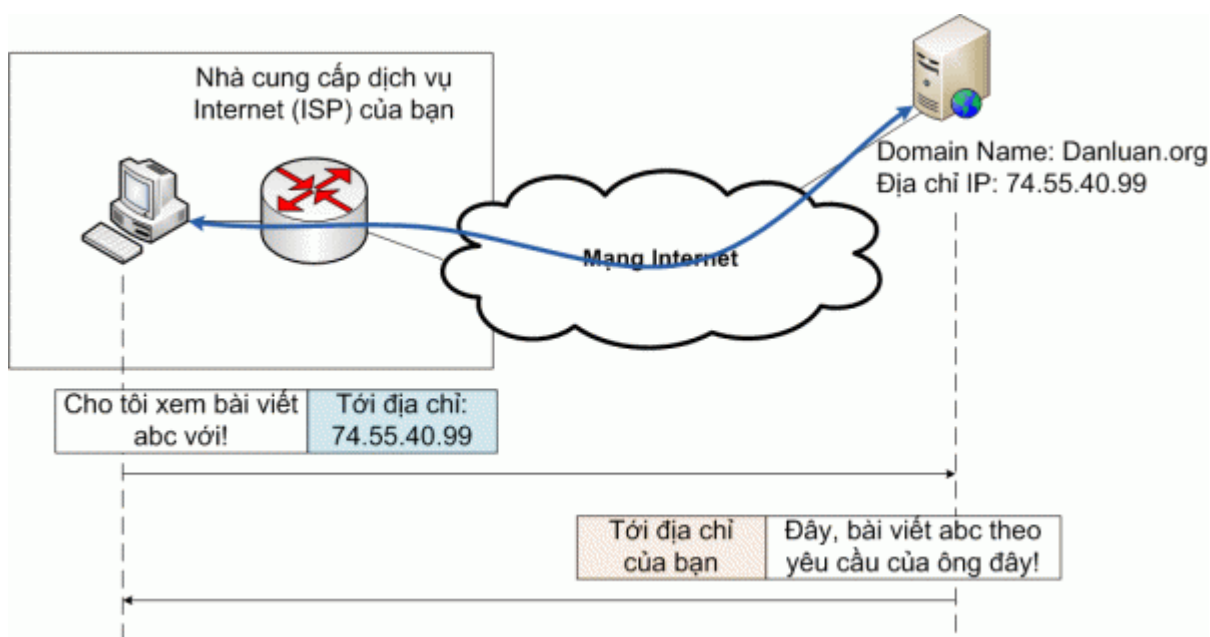 Nhà cung cấp dịch vụ
Internet (ISP) của bạn
Domain Name: Danluan.org
Địa chỉ IP: 74.55.40.99
Mạng Internet
Cho tôi xem bài viết
abc với!
Tới địa chỉ:
74.55.40.99
Tới địa chỉ
của bạn
Đây, bài viết abc theo
yêu cầu của ông đây!